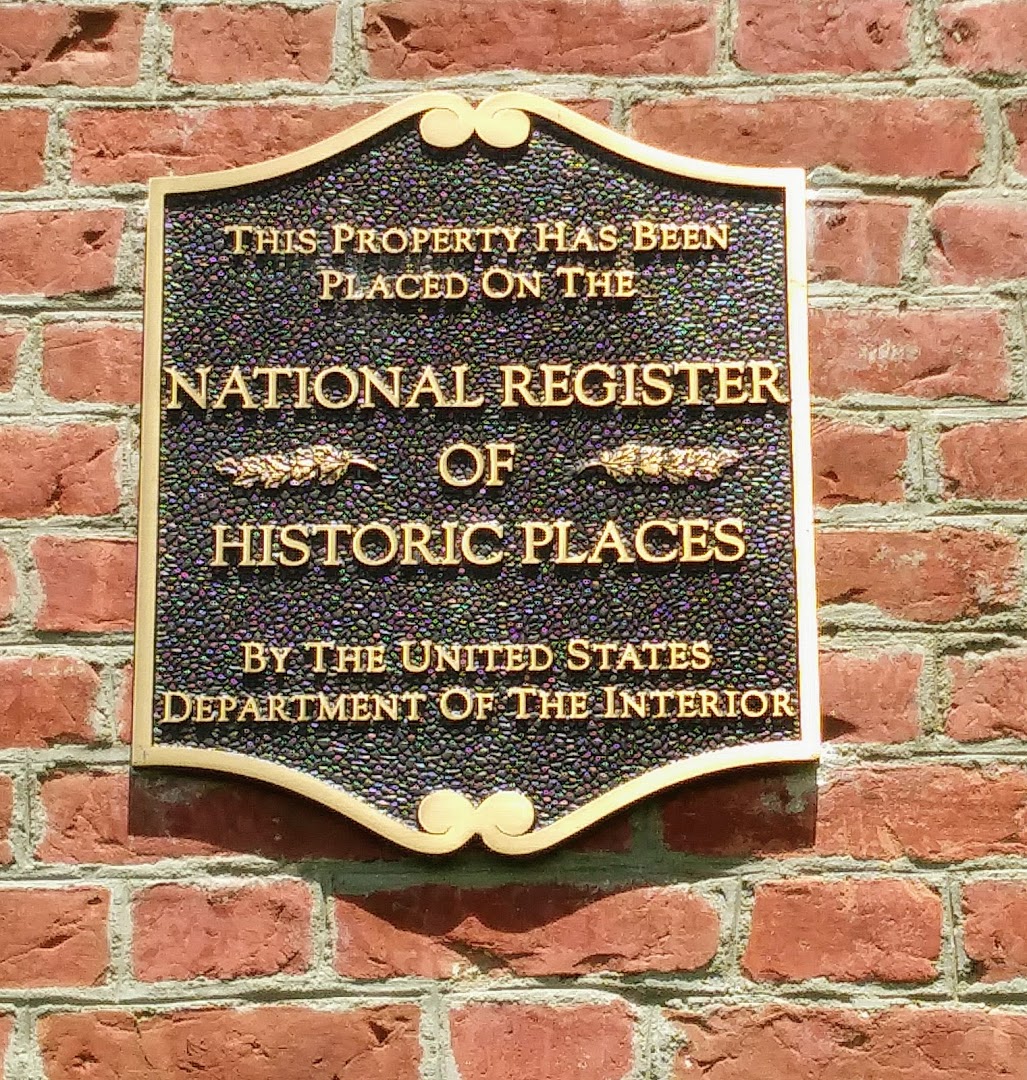 This Property Has Been
Placed On The
NATIONAL REGISTER
OF
HISTORIC PLACES
By The United States
Department Of The Interior